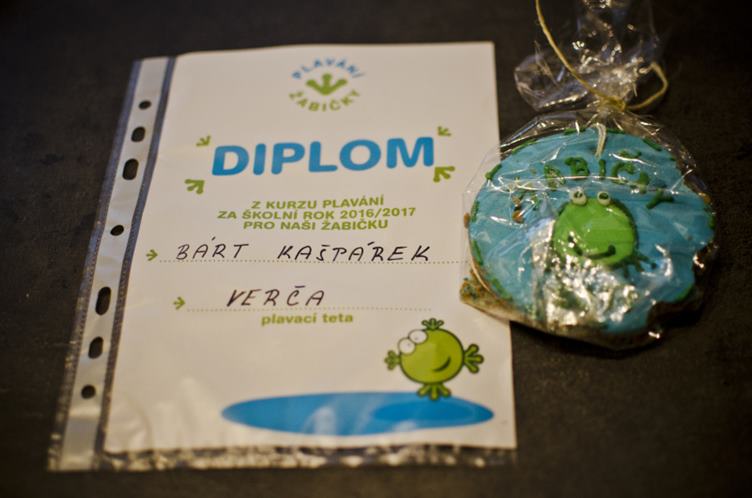 PLAVÁNÍ
ŽABIČKY
DIPLOM
Z KURZU PLAVÁNÍ
ZA ŠKOLNÍ ROK 2016/2017
PRO NAŠI ŽABIČKU
BÁRT KAŠPÁREK
VERČA
plavací teta